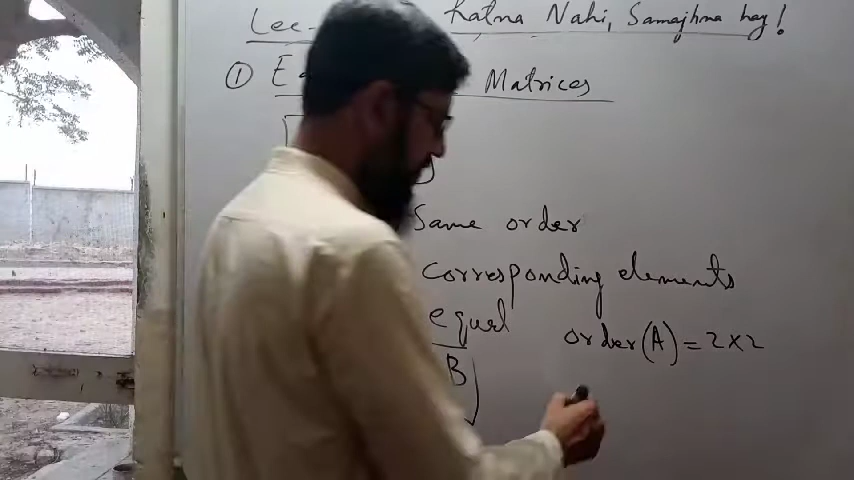 Lec- Ratna Nahi, Samajhna hay!
① E Matrices
Same order
Corresponding elements
equal order(A) = 2×2
B